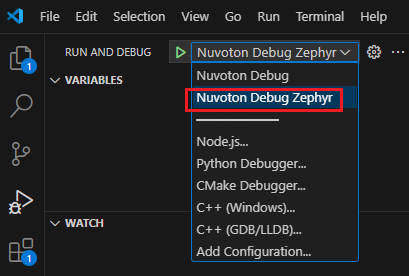 File Edit Selection View Go Run Terminal Help
RUN AND DEBUG Nuvoton Debug Zephyr
VARIABLES
Nuvoton Debug
Nuvoton Debug Zephyr
Node.js...
Python Debugger...
CMake Debugger...
C++ (Windows)...
C++ (GDB/LLDB)...
Add Configuration...
WATCH
1
1